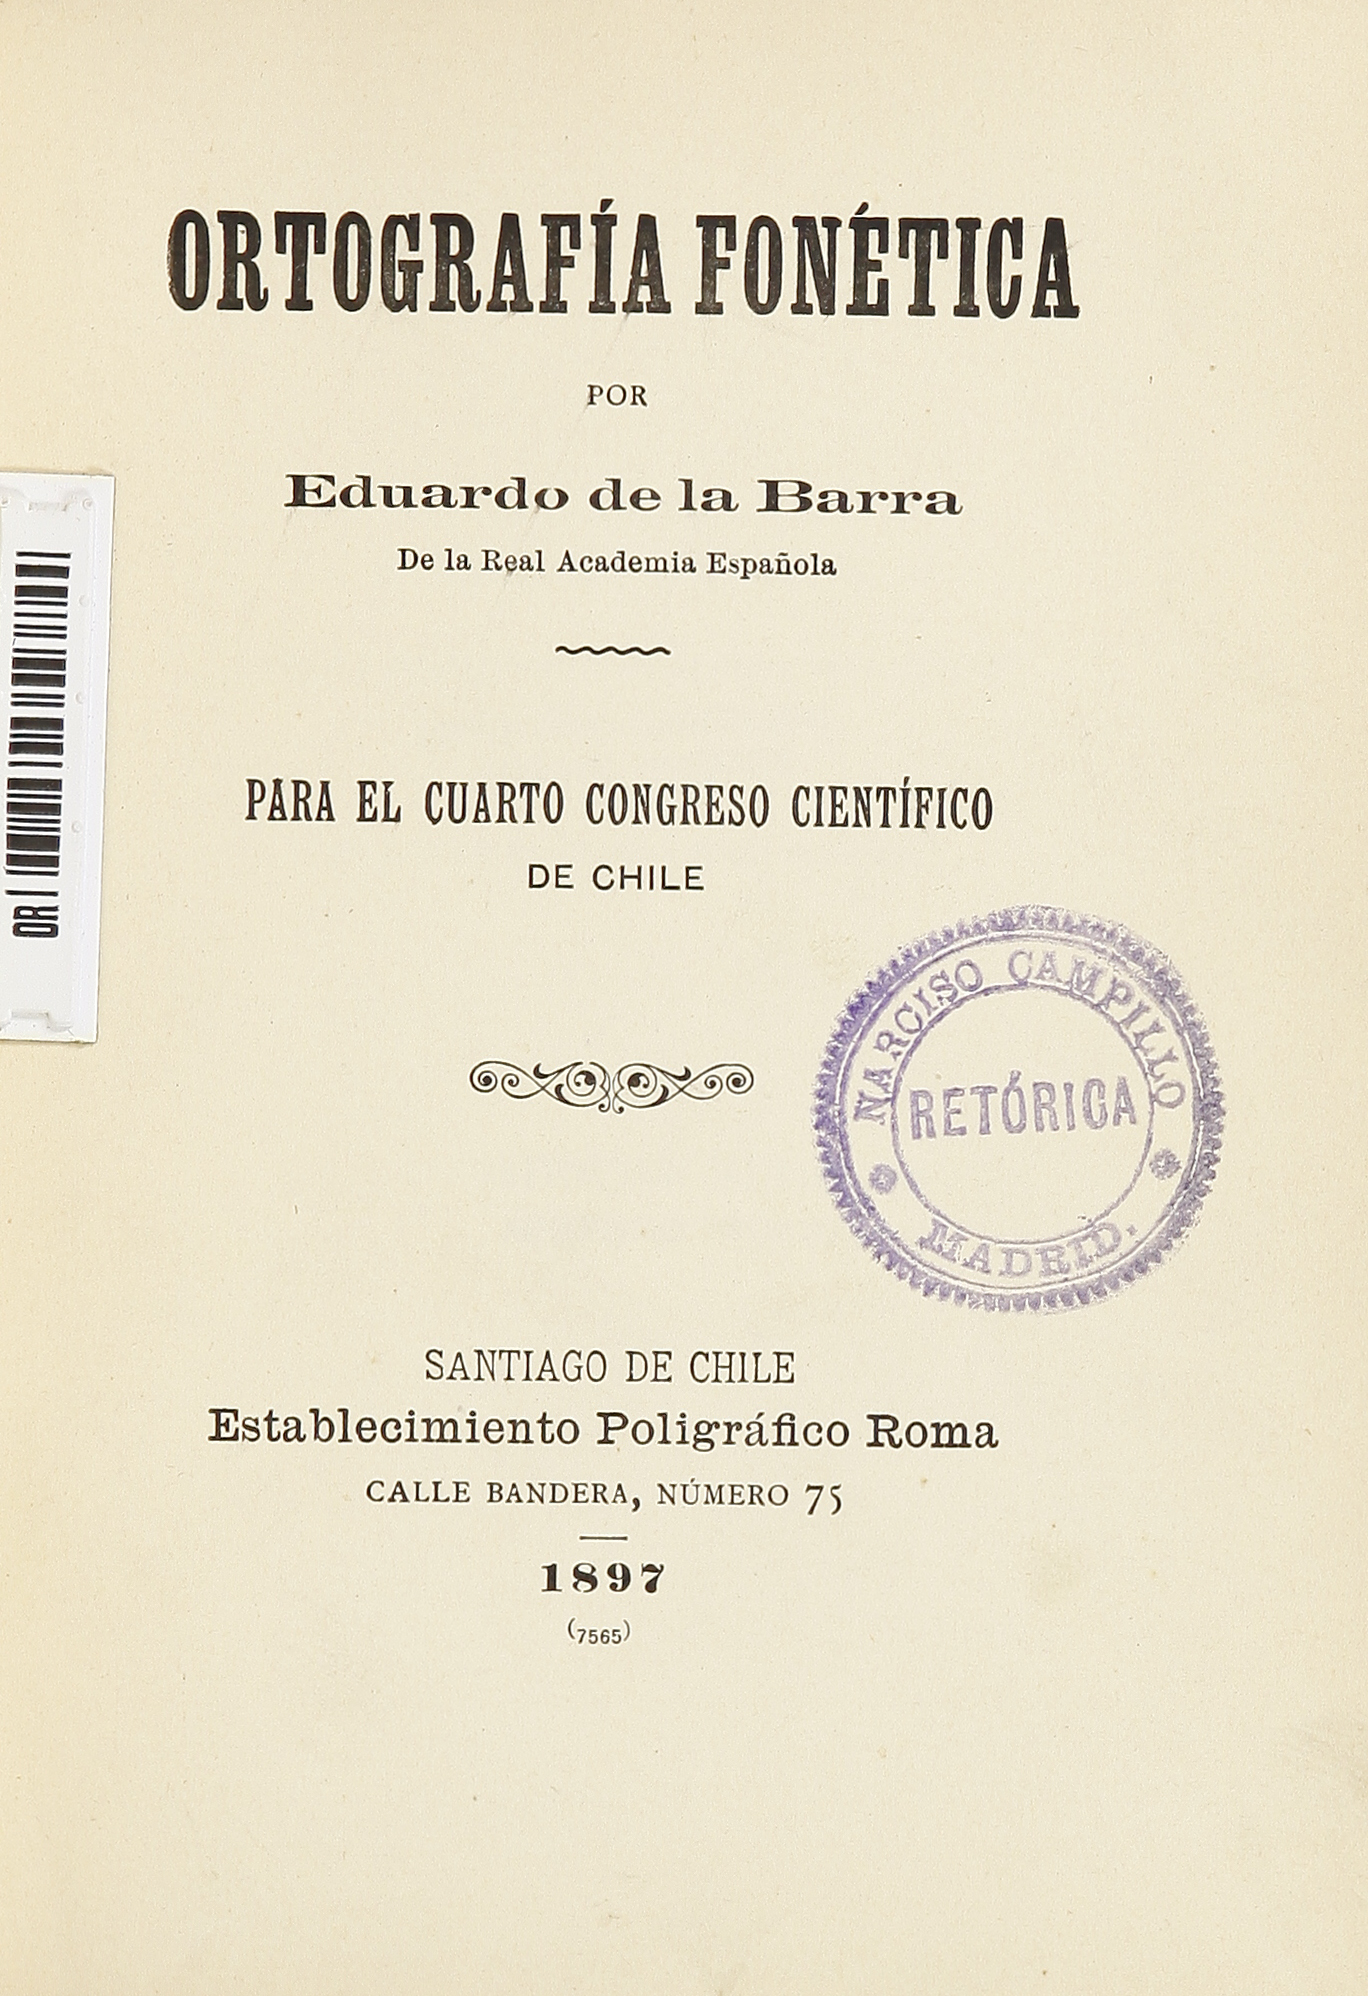 ORTOGRAFÍA FONÉTICA
POR
Eduardo de la Barra
De la Real Academia Española
PARA EL CUARTO CONGRESO CIENTÍFICO
DE CHILE
NARCISO CAMPILLO
RETÓRICA
MADRID.
SANTIAGO DE CHILE
Establecimiento Poligráfico Roma
CALLE BANDERA, NÚMERO 75
1897
(7565)
OR